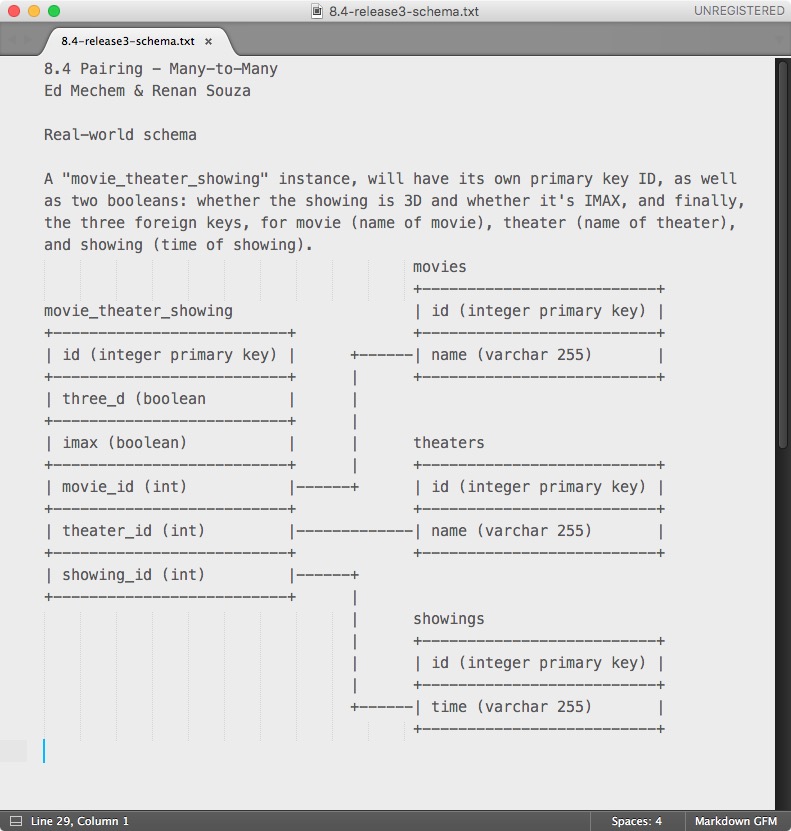 8.4-release3-schema.txt
UNREGISTERED
8.4-release3-schema.txt ×
8.4 Pairing - Many-to-Many
Ed Mechem & Renan Souza
Real-world schema
A "movie_theater_showing" instance, will have its own primary key ID, as well
as two booleans: whether the showing is 3D and whether it's IMAX, and finally,
the three foreign keys, for movie (name of movie), theater (name of theater),
and showing (time of showing).
movie_theater_showing
id (integer primary key)
three_d (boolean
imax (boolean)
movie_id (int)
theater_id (int)
showing_id (int)
movies
id (integer primary key)
name (varchar 255)
theaters
id (integer primary key)
name (varchar 255)
showings
id (integer primary key)
time (varchar 255)
Line 29, Column 1
Spaces: 4
Markdown GFM